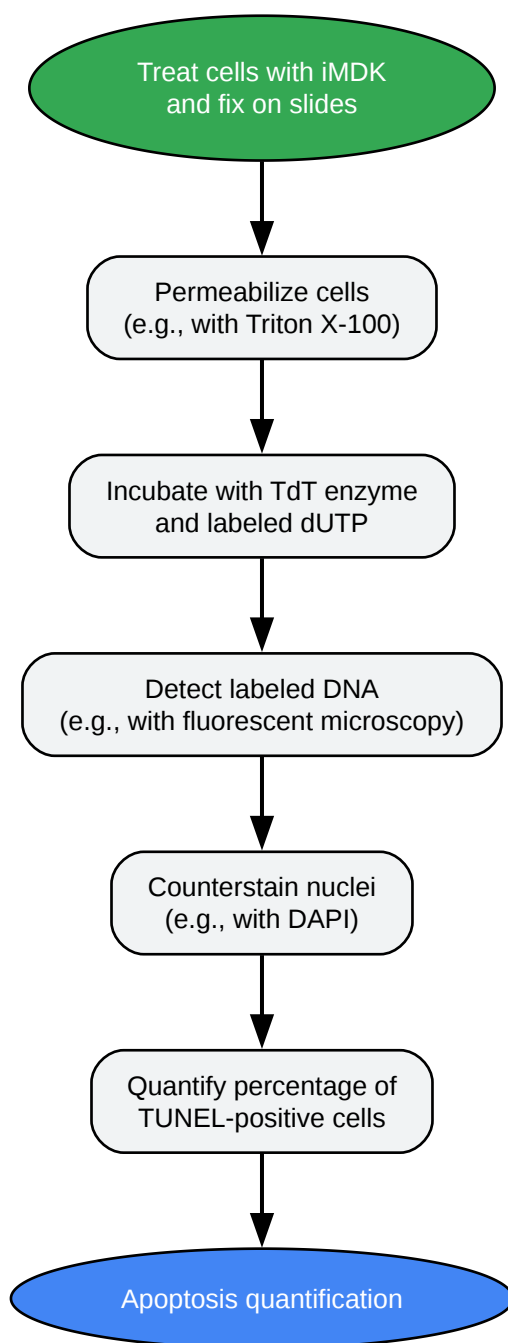 Treat cells with iMDK
and fix on slides
Permeabilize cells
(e.g., with Triton X-100)
Incubate with TdT enzyme
and labeled dUTP
Detect labeled DNA
(e.g., with fluorescent microscopy)
Counterstain nuclei
(e.g., with DAPI)
Quantify percentage of
TUNEL-positive cells
Apoptosis quantification